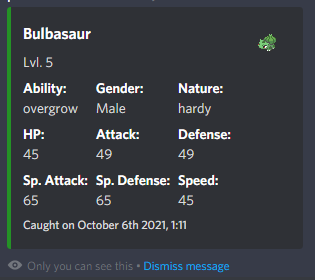 Bulbasaur
Lvl. 5
Ability: Gender: Nature:
overgrow Male hardy
HP: Attack: Defense:
45 49 49
Sp. Attack: Sp. Defense: Speed:
65 65 45
Caught on October 6th 2021, 1:11
Only you can see this • Dismiss message